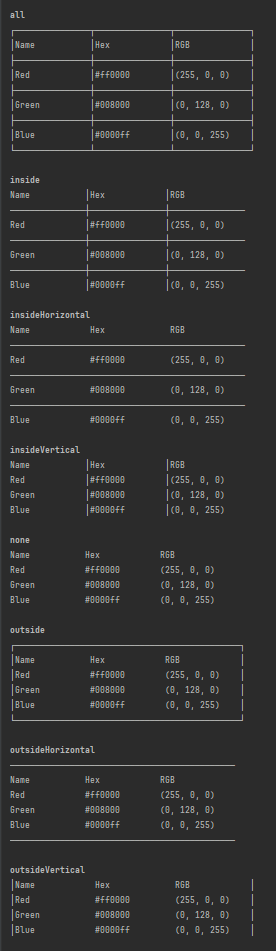 all
Name Hex RGB
Red #ff0000 (255, 0, 0)
Green #008000 (0, 128, 0)
Blue #0000ff (0, 0, 255)
inside
Name Hex RGB
Red #ff0000 (255, 0, 0)
Green #008000 (0, 128, 0)
Blue #0000ff (0, 0, 255)
insideHorizontal
Name Hex RGB
Red #ff0000 (255, 0, 0)
Green #008000 (0, 128, 0)
Blue #0000ff (0, 0, 255)
insideVertical
Name Hex RGB
Red #ff0000 (255, 0, 0)
Green #008000 (0, 128, 0)
Blue #0000ff (0, 0, 255)
none
Name Hex RGB
Red #ff0000 (255, 0, 0)
Green #008000 (0, 128, 0)
Blue #0000ff (0, 0, 255)
outside
Name Hex RGB
Red #ff0000 (255, 0, 0)
Green #008000 (0, 128, 0)
Blue #0000ff (0, 0, 255)
outsideHorizontal
Name Hex RGB
Red #ff0000 (255, 0, 0)
Green #008000 (0, 128, 0)
Blue #0000ff (0, 0, 255)
outsideVertical
Name Hex RGB
Red #ff0000 (255, 0, 0)
Green #008000 (0, 128, 0)
Blue #0000ff (0, 0, 255)